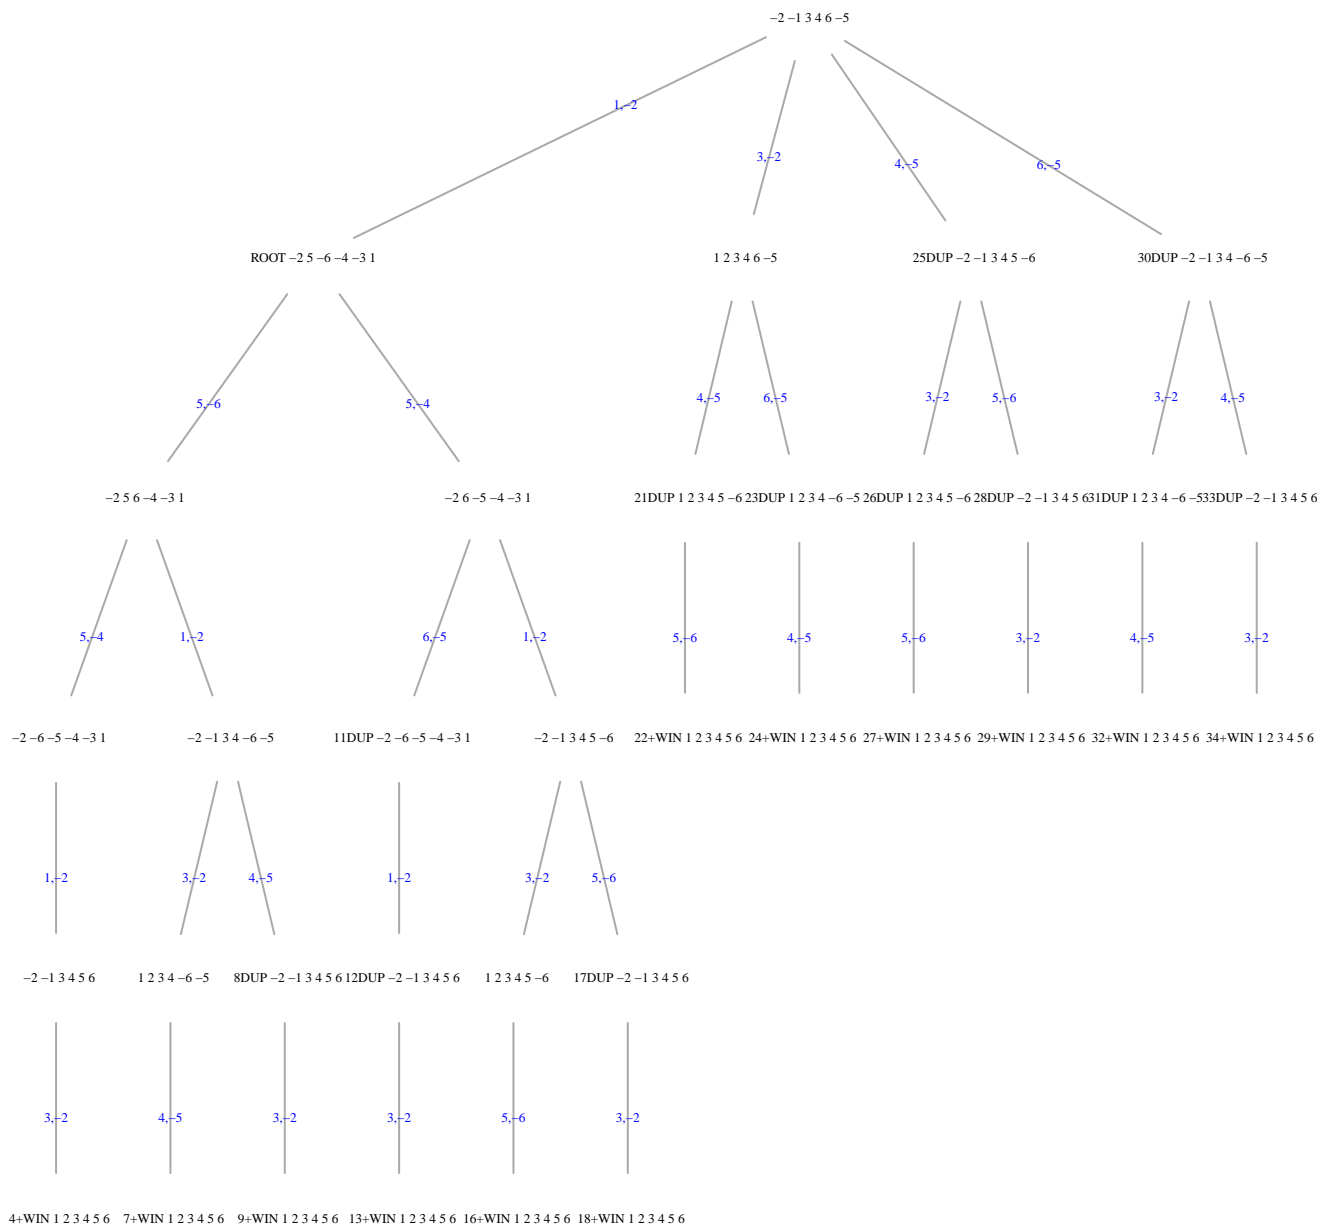 −2 −1 3 4 6 −5
1,−2
3,−2
4,−5
6,−5
ROOT −2 5 −6 −4 −3 1
1 2 3 4 6 −5
25DUP −2 −1 3 4 5 −6
30DUP −2 −1 3 4 −6 −5
5,−6
5,−4
4,−5
6,−5
3,−2
5,−6
3,−2
4,−5
−2 5 6 −4 −3 1
−2 6 −5 −4 −3 1
21DUP 1 2 3 4 5 −6
23DUP 1 2 3 4 −6 −5
26DUP 1 2 3 4 5 −6
28DUP −2 −1 3 4 5 6
31DUP 1 2 3 4 −6 −5
33DUP −2 −1 3 4 5 6
5,−4
1,−2
6,−5
1,−2
5,−6
4,−5
5,−6
3,−2
4,−5
3,−2
−2 −6 −5 −4 −3 1
−2 −1 3 4 −6 −5
11DUP −2 −6 −5 −4 −3 1
−2 −1 3 4 5 −6
22+WIN 1 2 3 4 5 6
24+WIN 1 2 3 4 5 6
27+WIN 1 2 3 4 5 6
29+WIN 1 2 3 4 5 6
32+WIN 1 2 3 4 5 6
34+WIN 1 2 3 4 5 6
1,−2
3,−2
4,−5
1,−2
3,−2
5,−6
−2 −1 3 4 5 6
1 2 3 4 −6 −5
8DUP −2 −1 3 4 5 6
12DUP −2 −1 3 4 5 6
1 2 3 4 5 −6
17DUP −2 −1 3 4 5 6
3,−2
4,−5
3,−2
3,−2
5,−6
3,−2
4+WIN 1 2 3 4 5 6
7+WIN 1 2 3 4 5 6
9+WIN 1 2 3 4 5 6
13+WIN 1 2 3 4 5 6
16+WIN 1 2 3 4 5 6
18+WIN 1 2 3 4 5 6